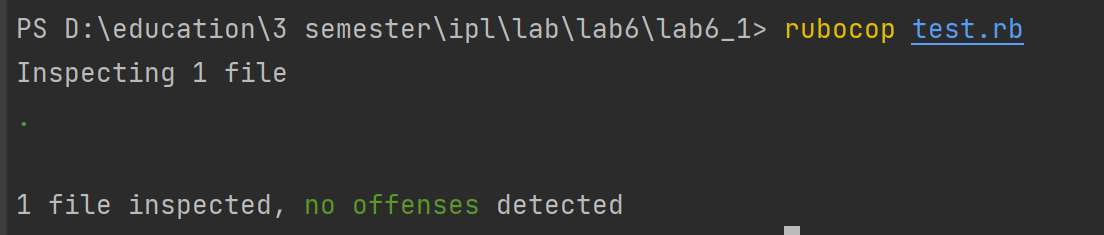 PS D:\education\3 semester\ipl\lab\lab6\lab6_1> rubocop test.rb
Inspecting 1 file
.
1 file inspected, no offenses detected